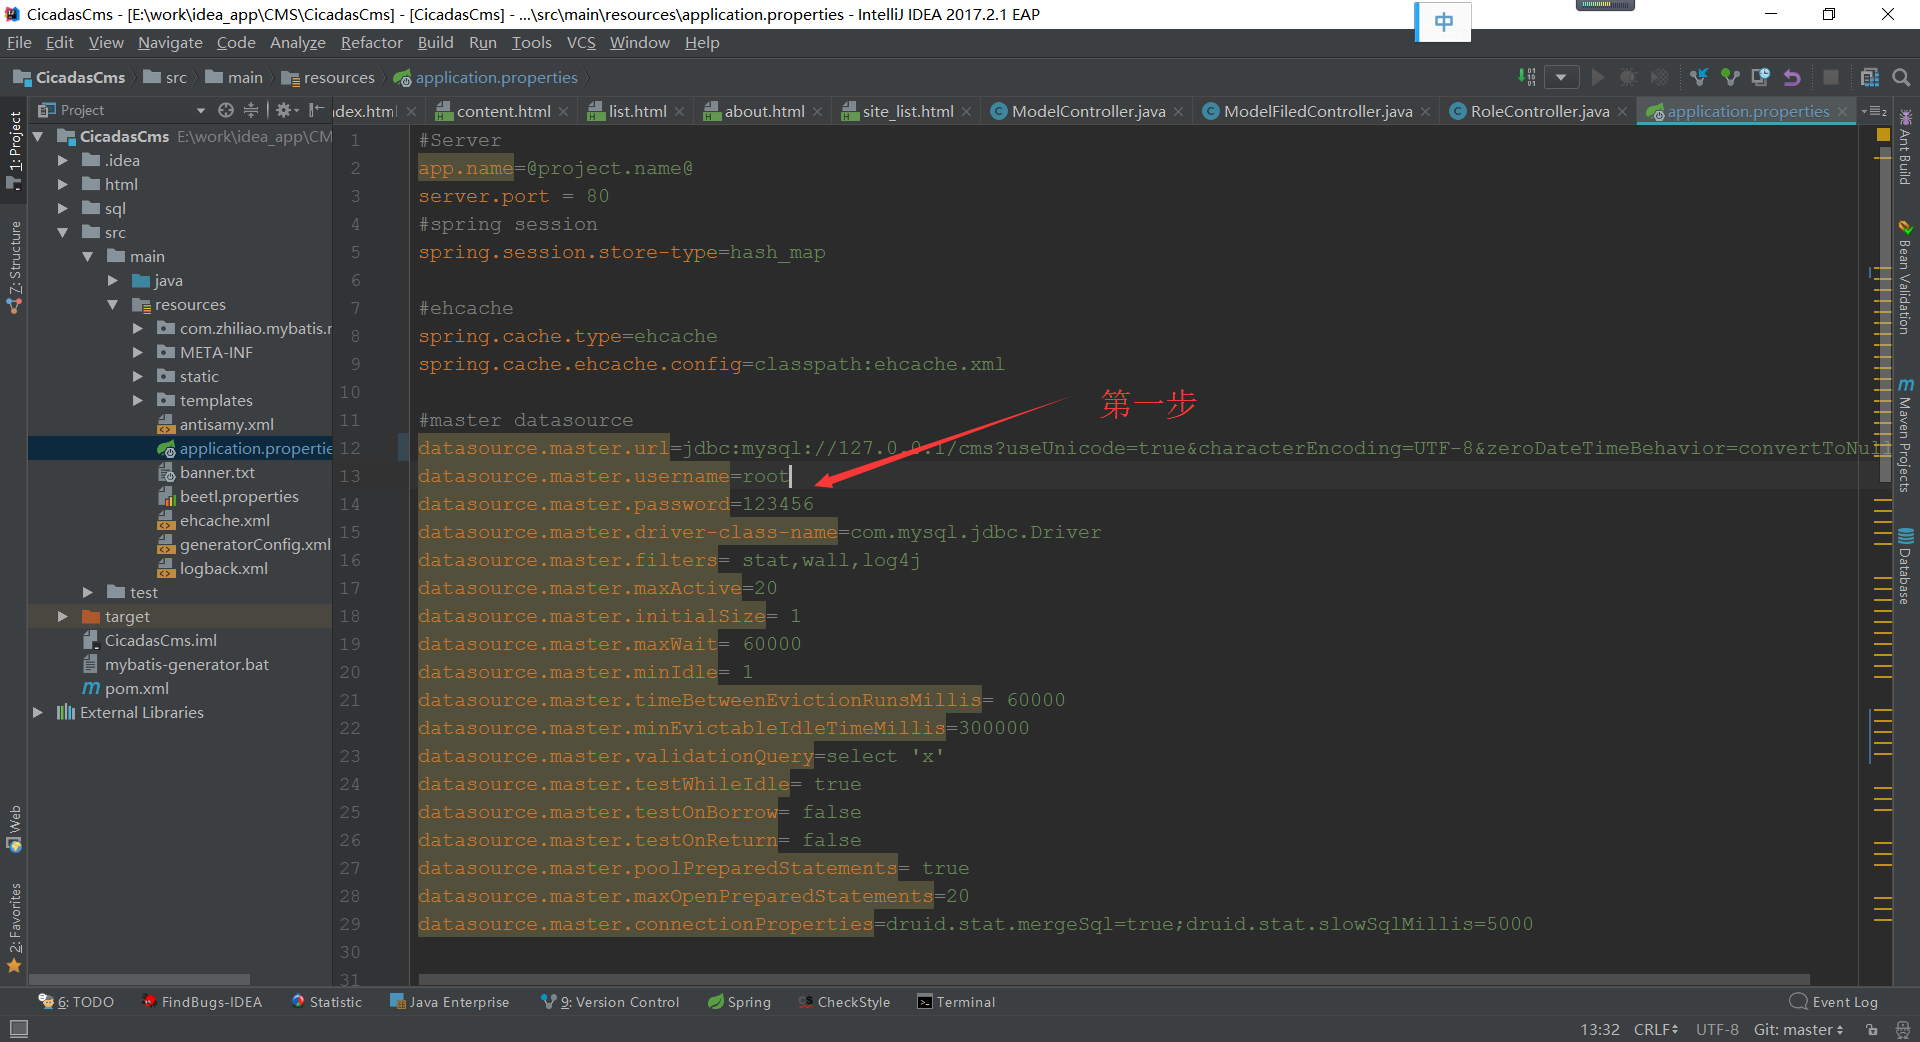 CicadasCms - [E:\work\idea_app\CMS\CicadasCms] - [CicadasCms] - ...\src\main\resources\application.properties - IntelliJ IDEA 2017.2.1 EAP
中
File Edit View Navigate Code Analyze Refactor Build Run Tools VCS Window Help
CicadasCms src main resources application.properties
Project
ndex.html content.html list.html about.html site_list.html ModelController.java ModelFiledController.java RoleController.java application.properties
CicadasCms E:\work\idea_app\CM
.idea
html
sql
src
main
java
resources
com.zhiliao.mybatis.r
META-INF
static
templates
antisamy.xml
application.propertie
banner.txt
beetl.properties
ehcache.xml
generatorConfig.xml
logback.xml
test
target
CicadasCms.iml
mybatis-generator.bat
pom.xml
External Libraries
1: Project
7: Structure
Web
2: Favorites
1 #Server
2 app.name=@project.name@
3 server.port = 80
4 #spring session
5 spring.session.store-type=hash_map
6
7 #ehcache
8 spring.cache.type=ehcache
9 spring.cache.ehcache.config=classpath:ehcache.xml
10
第一步
11 #master datasource
12 datasource.master.url=jdbc:mysql://127.0.0.1/cms?useUnicode=true&characterEncoding=UTF-8&zeroDateTimeBehavior=convertToNull
13 datasource.master.username=root
14 datasource.master.password=123456
15 datasource.master.driver-class-name=com.mysql.jdbc.Driver
16 datasource.master.filters= stat,wall,log4j
17 datasource.master.maxActive=20
18 datasource.master.initialSize= 1
19 datasource.master.maxWait= 60000
20 datasource.master.minIdle= 1
21 datasource.master.timeBetweenEvictionRunsMillis= 60000
22 datasource.master.minEvictableIdleTimeMillis=300000
23 datasource.master.validationQuery=select 'x'
24 datasource.master.testWhileIdle= true
25 datasource.master.testOnBorrow= false
26 datasource.master.testOnReturn= false
27 datasource.master.poolPreparedStatements= true
28 datasource.master.maxOpenPreparedStatements=20
29 datasource.master.connectionProperties=druid.stat.mergeSql=true;druid.stat.slowSqlMillis=5000
30
31
Ant Build
Bean Validation
Maven Projects
Database
6: TODO FindBugs-IDEA Statistic Java Enterprise 9: Version Control Spring CheckStyle Terminal Event Log
13:32 CRLF UTF-8 Git: master